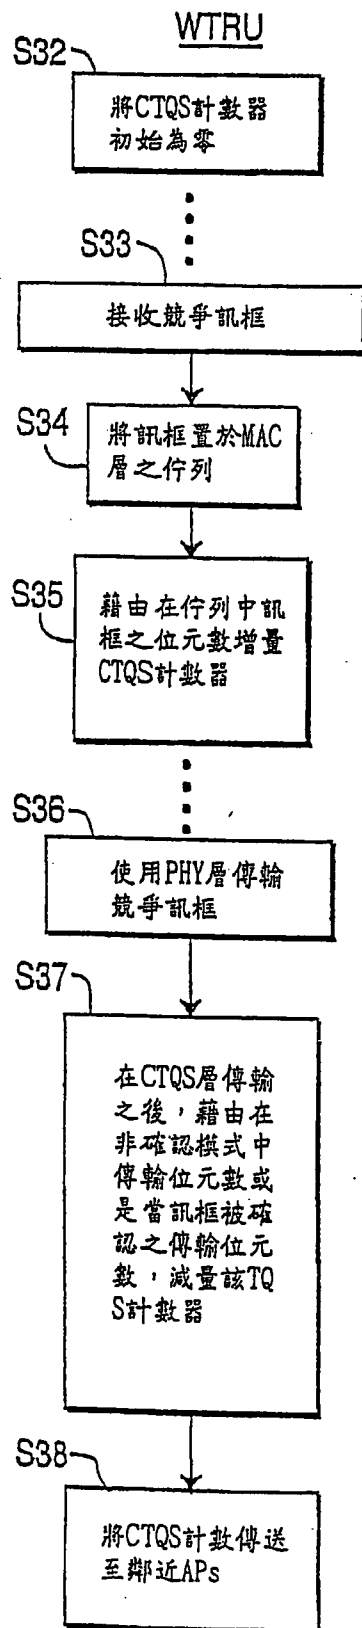 WTRU
S32
將CTQS計數器
初始為零
S33
接收競爭訊框
S34
將訊框置於MAC
層之佇列
S35
藉由在佇列中訊
框之位元數增量
CTQS計數器
S36
使用PHY層傳輸
競爭訊框
S37
在CTQS層傳輸
之後，藉由在
非確認模式中
傳輸位元數或
是當訊框被確
認之傳輸位元
數，減量該TQ
S計數器
S38
將CTQS計數傳送
至鄰近APs